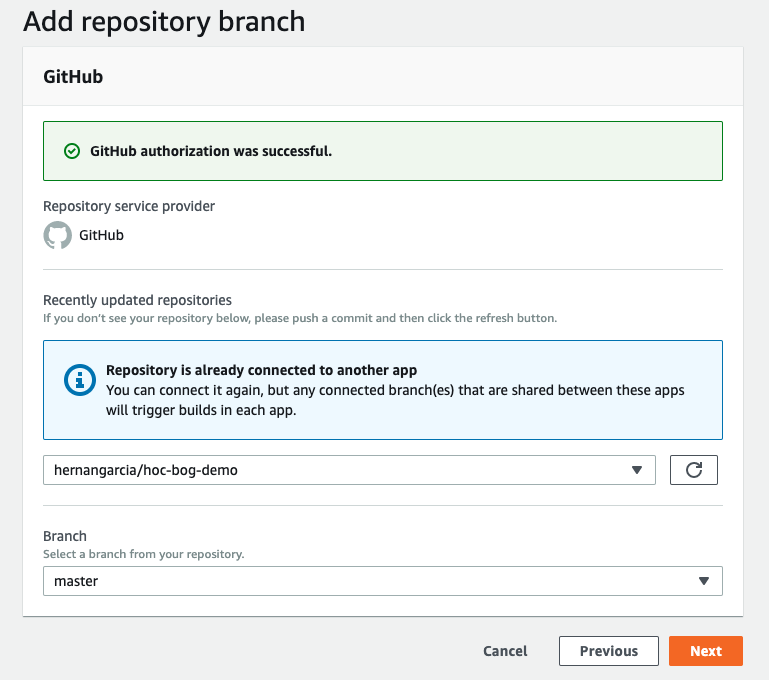 Add repository branch
GitHub
GitHub authorization was successful.
Repository service provider
GitHub
Recently updated repositories
If you don't see your repository below, please push a commit and then click the refresh button.
Repository is already connected to another app
You can connect it again, but any connected branch(es) that are shared between these apps
will trigger builds in each app.
hernangarcia/hoc-bog-demo
Branch
Select a branch from your repository.
master
Cancel
Previous
Next